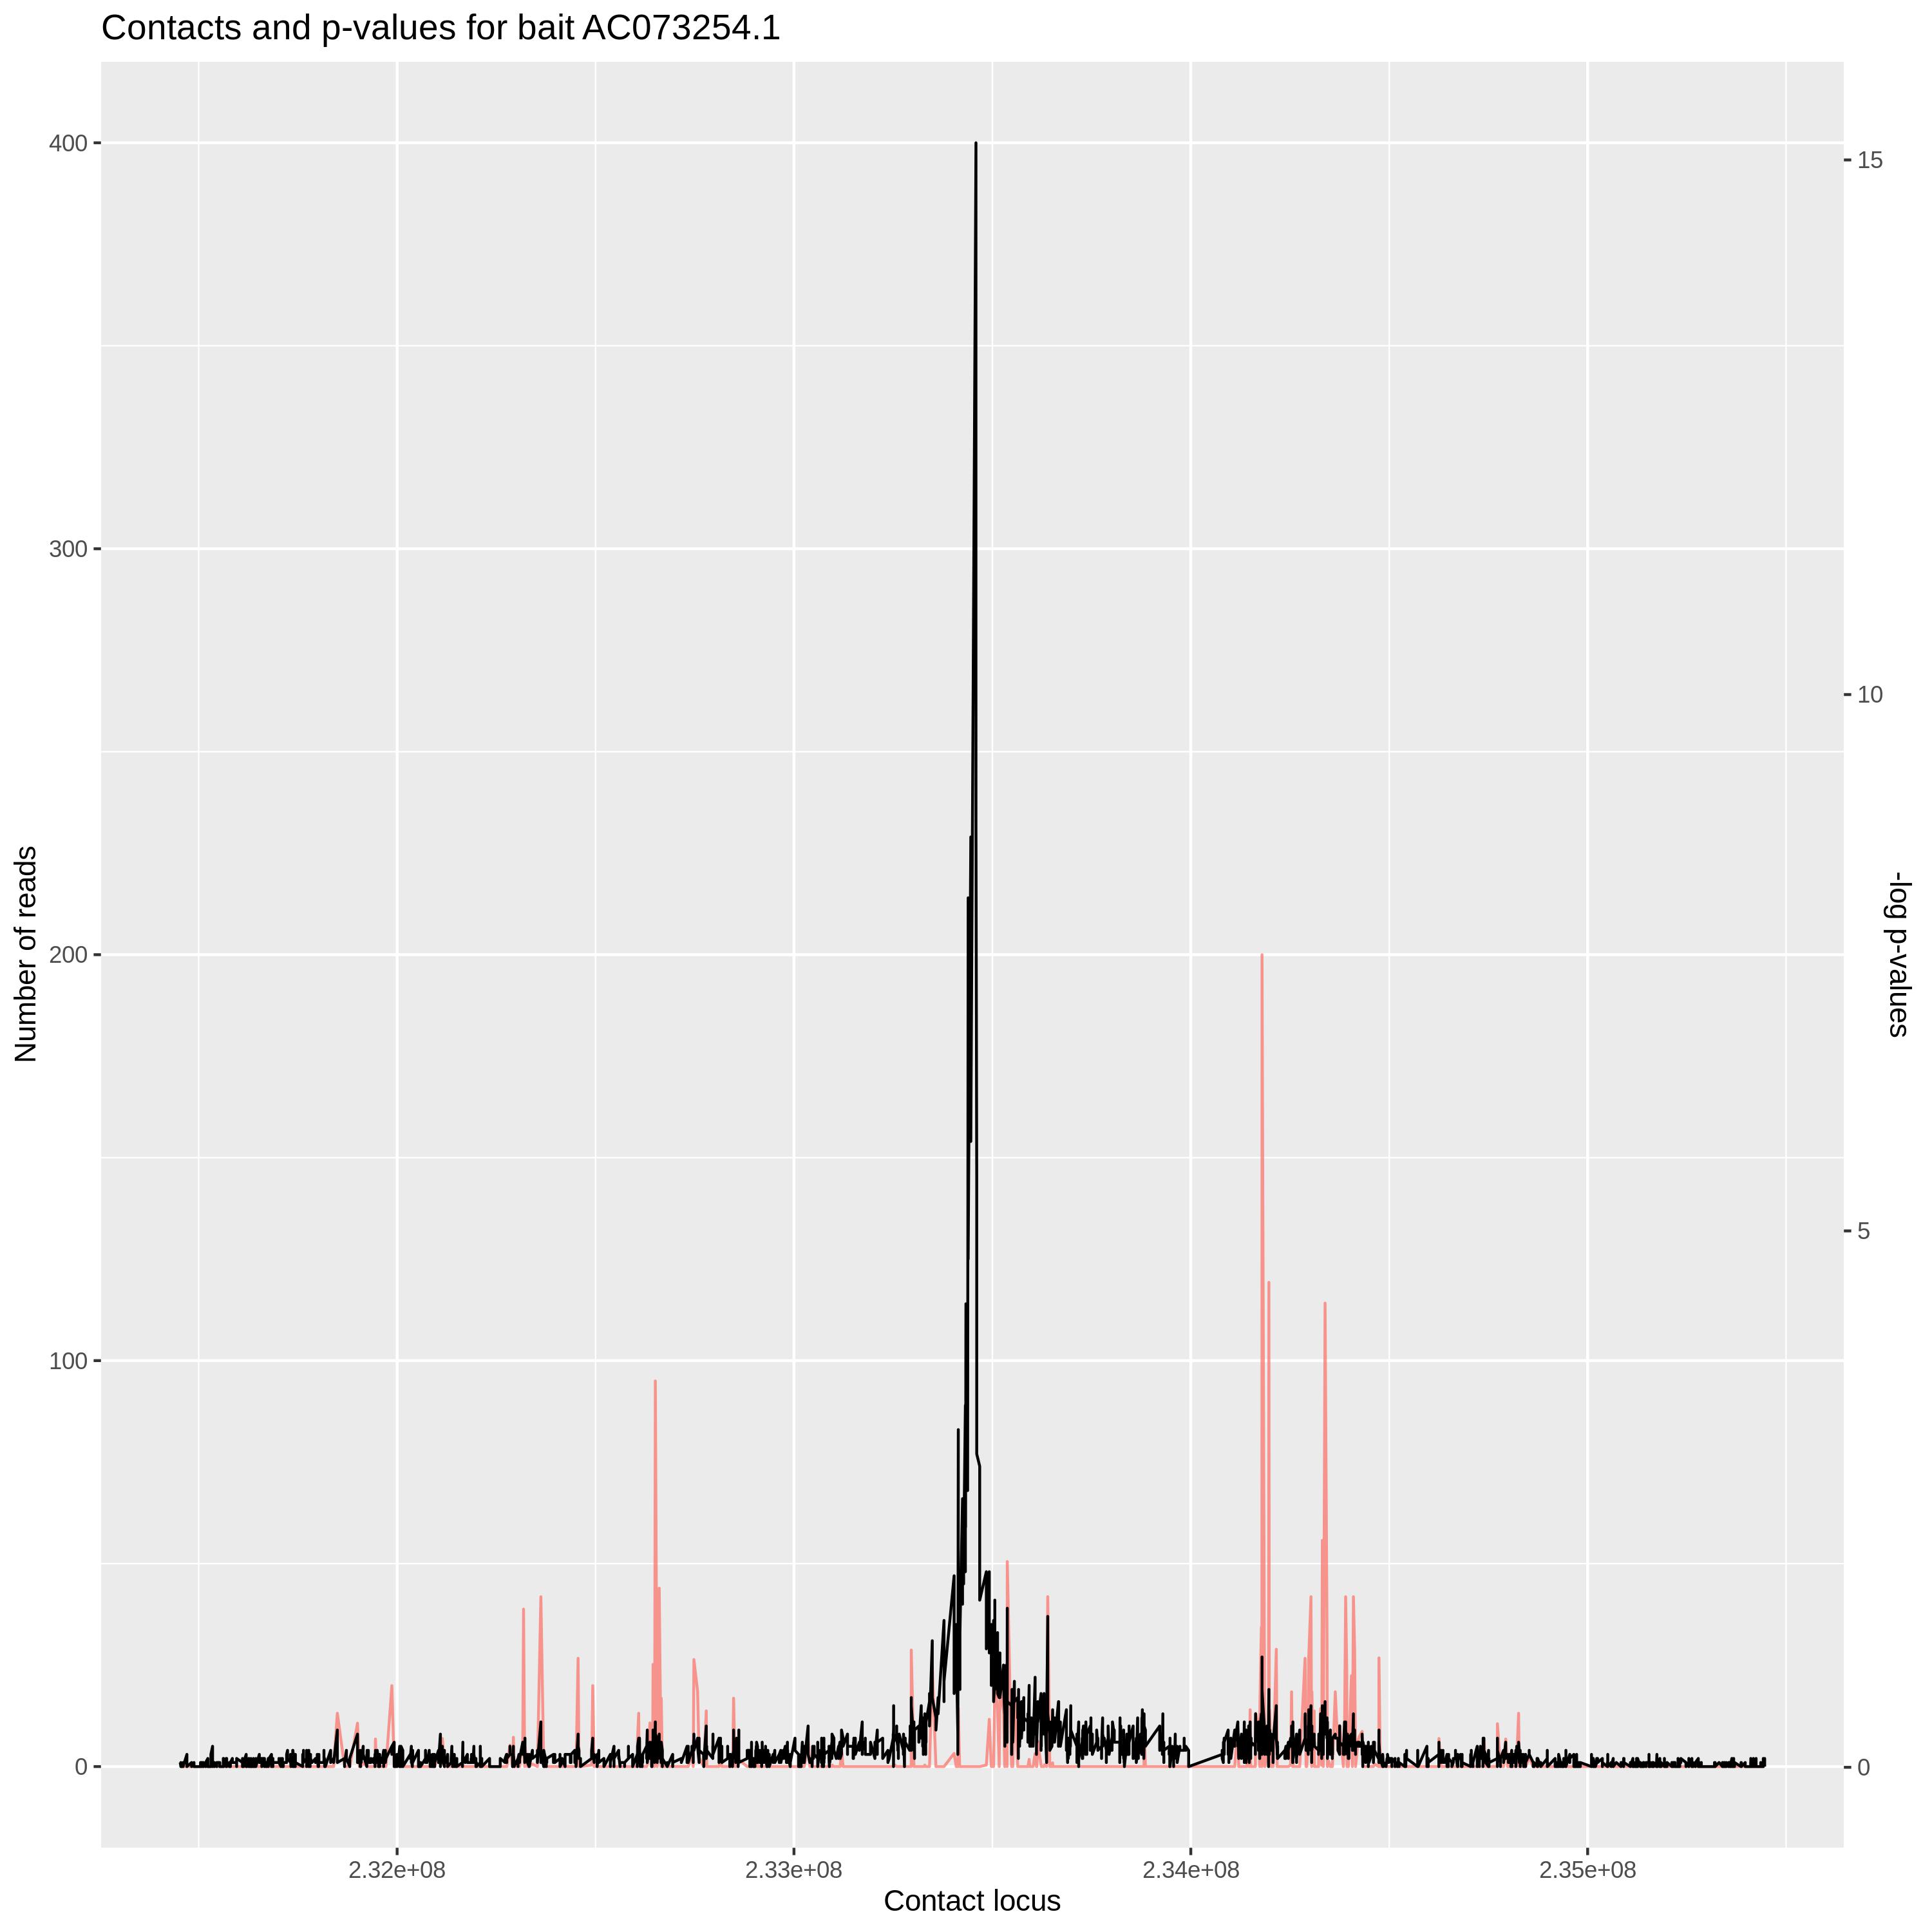 Contacts and p-values for bait AC073254.1
400
300
200
100
0
Number of reads
15
10
5
0
-log p-values
2.32e+08
2.33e+08
2.34e+08
2.35e+08
Contact locus